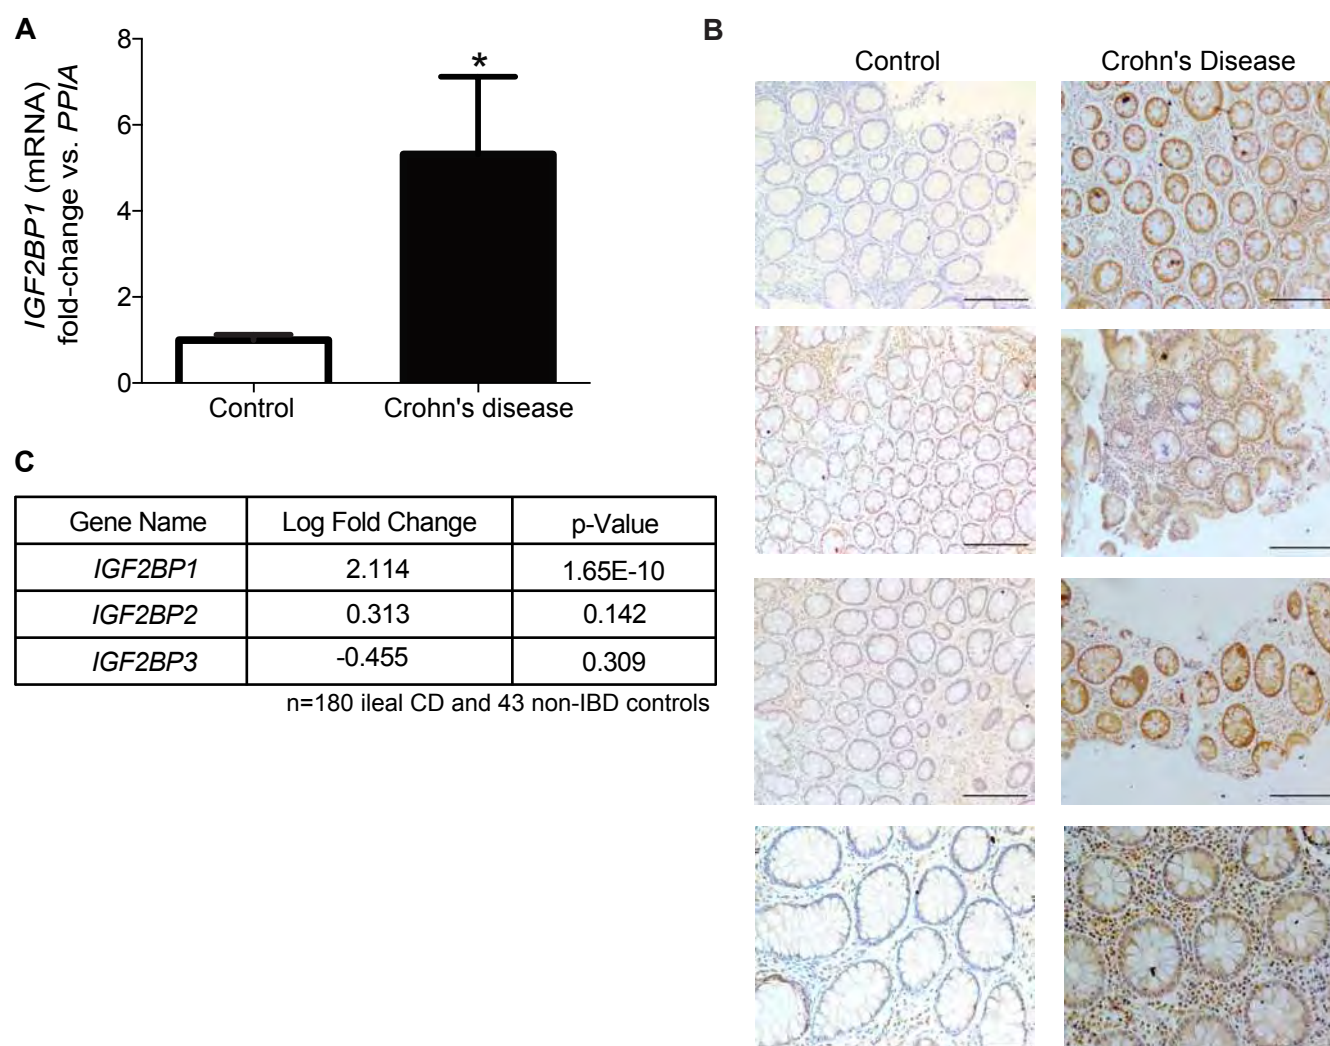 A
IGF2BP1 (mRNA)
fold-change vs. PPIA
8
6
4
2
0
*
Control
Crohn's disease
B
Control
Crohn's Disease
C
Gene Name
Log Fold Change
p-Value
IGF2BP1
2.114
1.65E-10
IGF2BP2
0.313
0.142
IGF2BP3
-0.455
0.309
n=180 ileal CD and 43 non-IBD controls